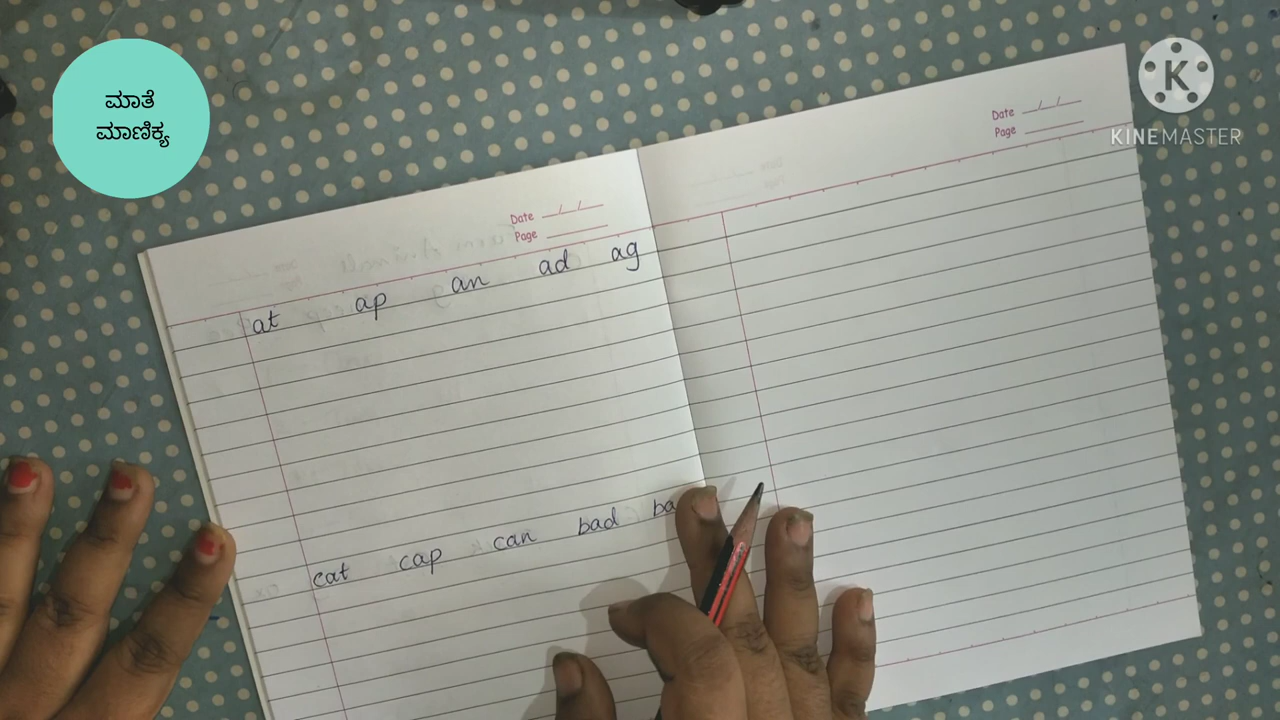 ಮಾತೆ
ಮಾಣಿಕ್ಯ
K
KINEMASTER
Date
Page
Date
Page
at ap an ad ag
cat cap can bad